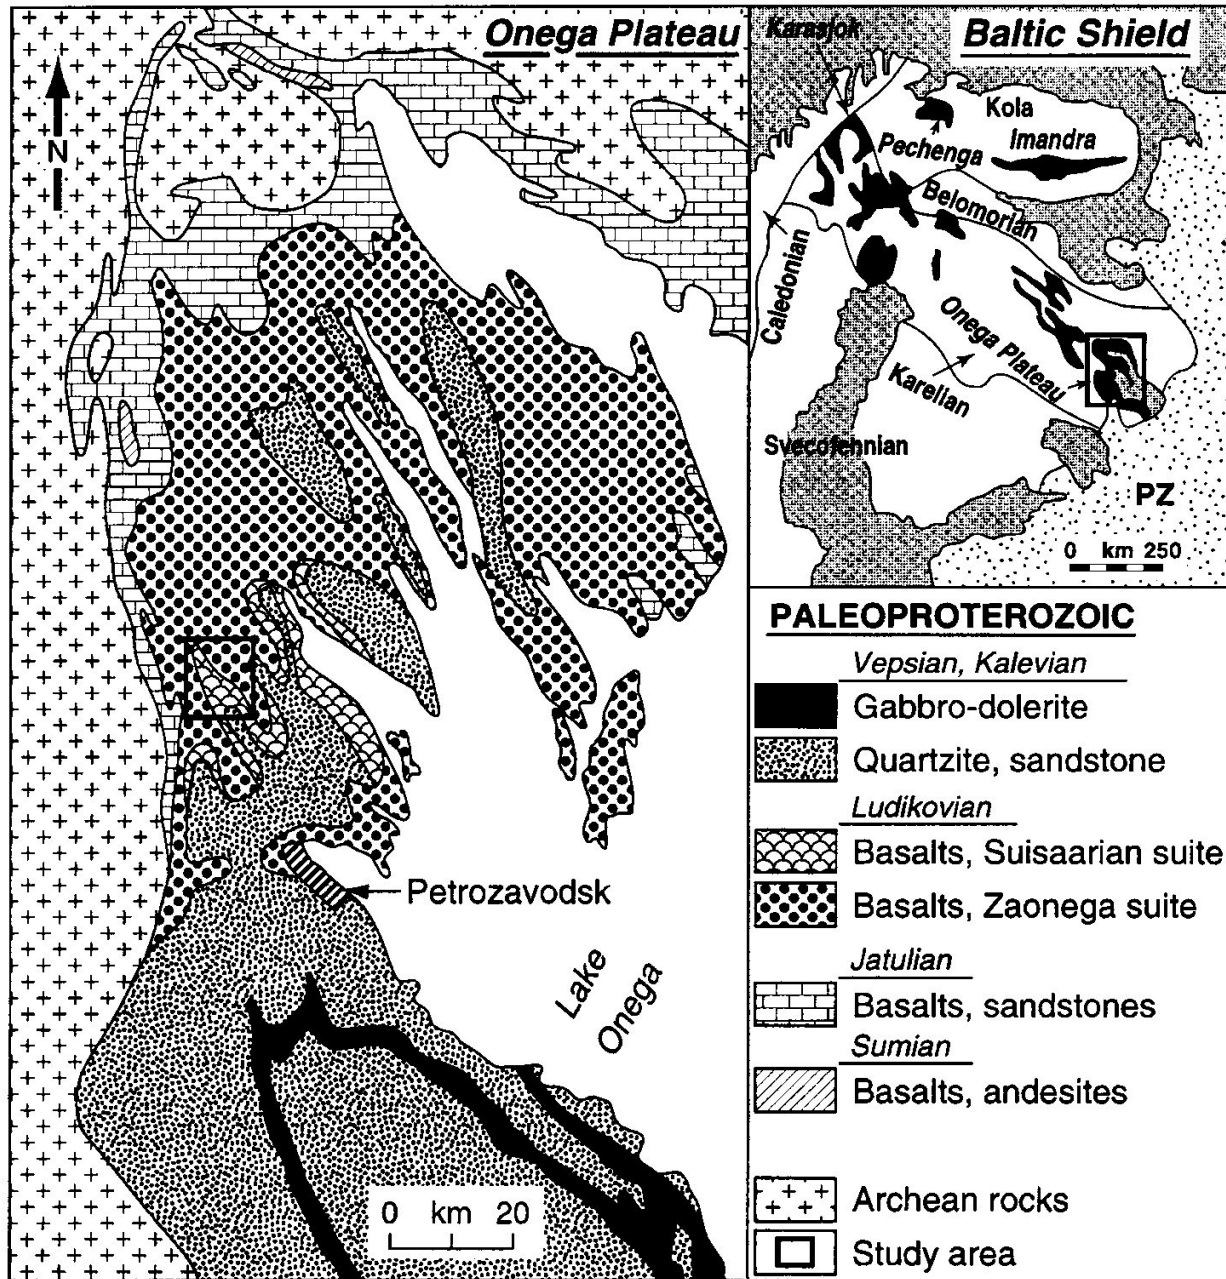 Onega Plateau
N
Petrozavodsk
Lake
Onega
0 km 20
Baltic Shield
Karasjok
Kola
Imandra
Pechenga
Belomorian
Caledonian
Onega Plateau
Karelian
Svecofennian
PZ
0 km 250
PALEOPROTEROZOIC
Vepsian, Kalevian
Gabbro-dolerite
Quartzite, sandstone
Ludikovian
Basalts, Suisaarian suite
Basalts, Zaonega suite
Jatulian
Basalts, sandstones
Sumian
Basalts, andesites
Archean rocks
Study area